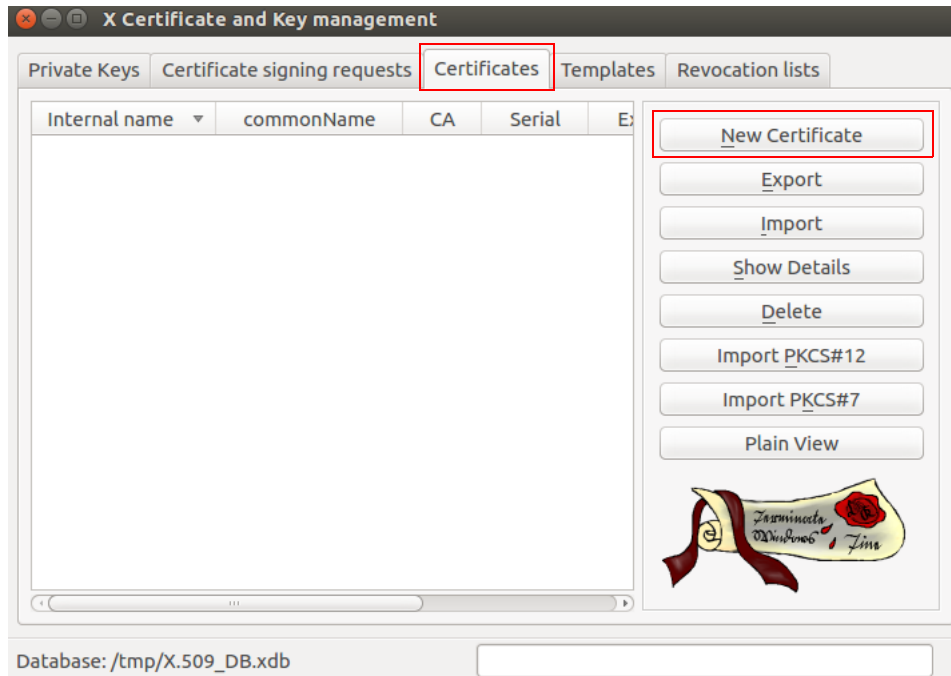 X Certificate and Key management
Private Keys Certificate signing requests Certificates Templates Revocation lists
Internal name commonName CA Serial
New Certificate
Export
Import
Show Details
Delete
Import PKCS#12
Import PKCS#7
Plain View
Windows
Database: /tmp/X.509_DB.xdb